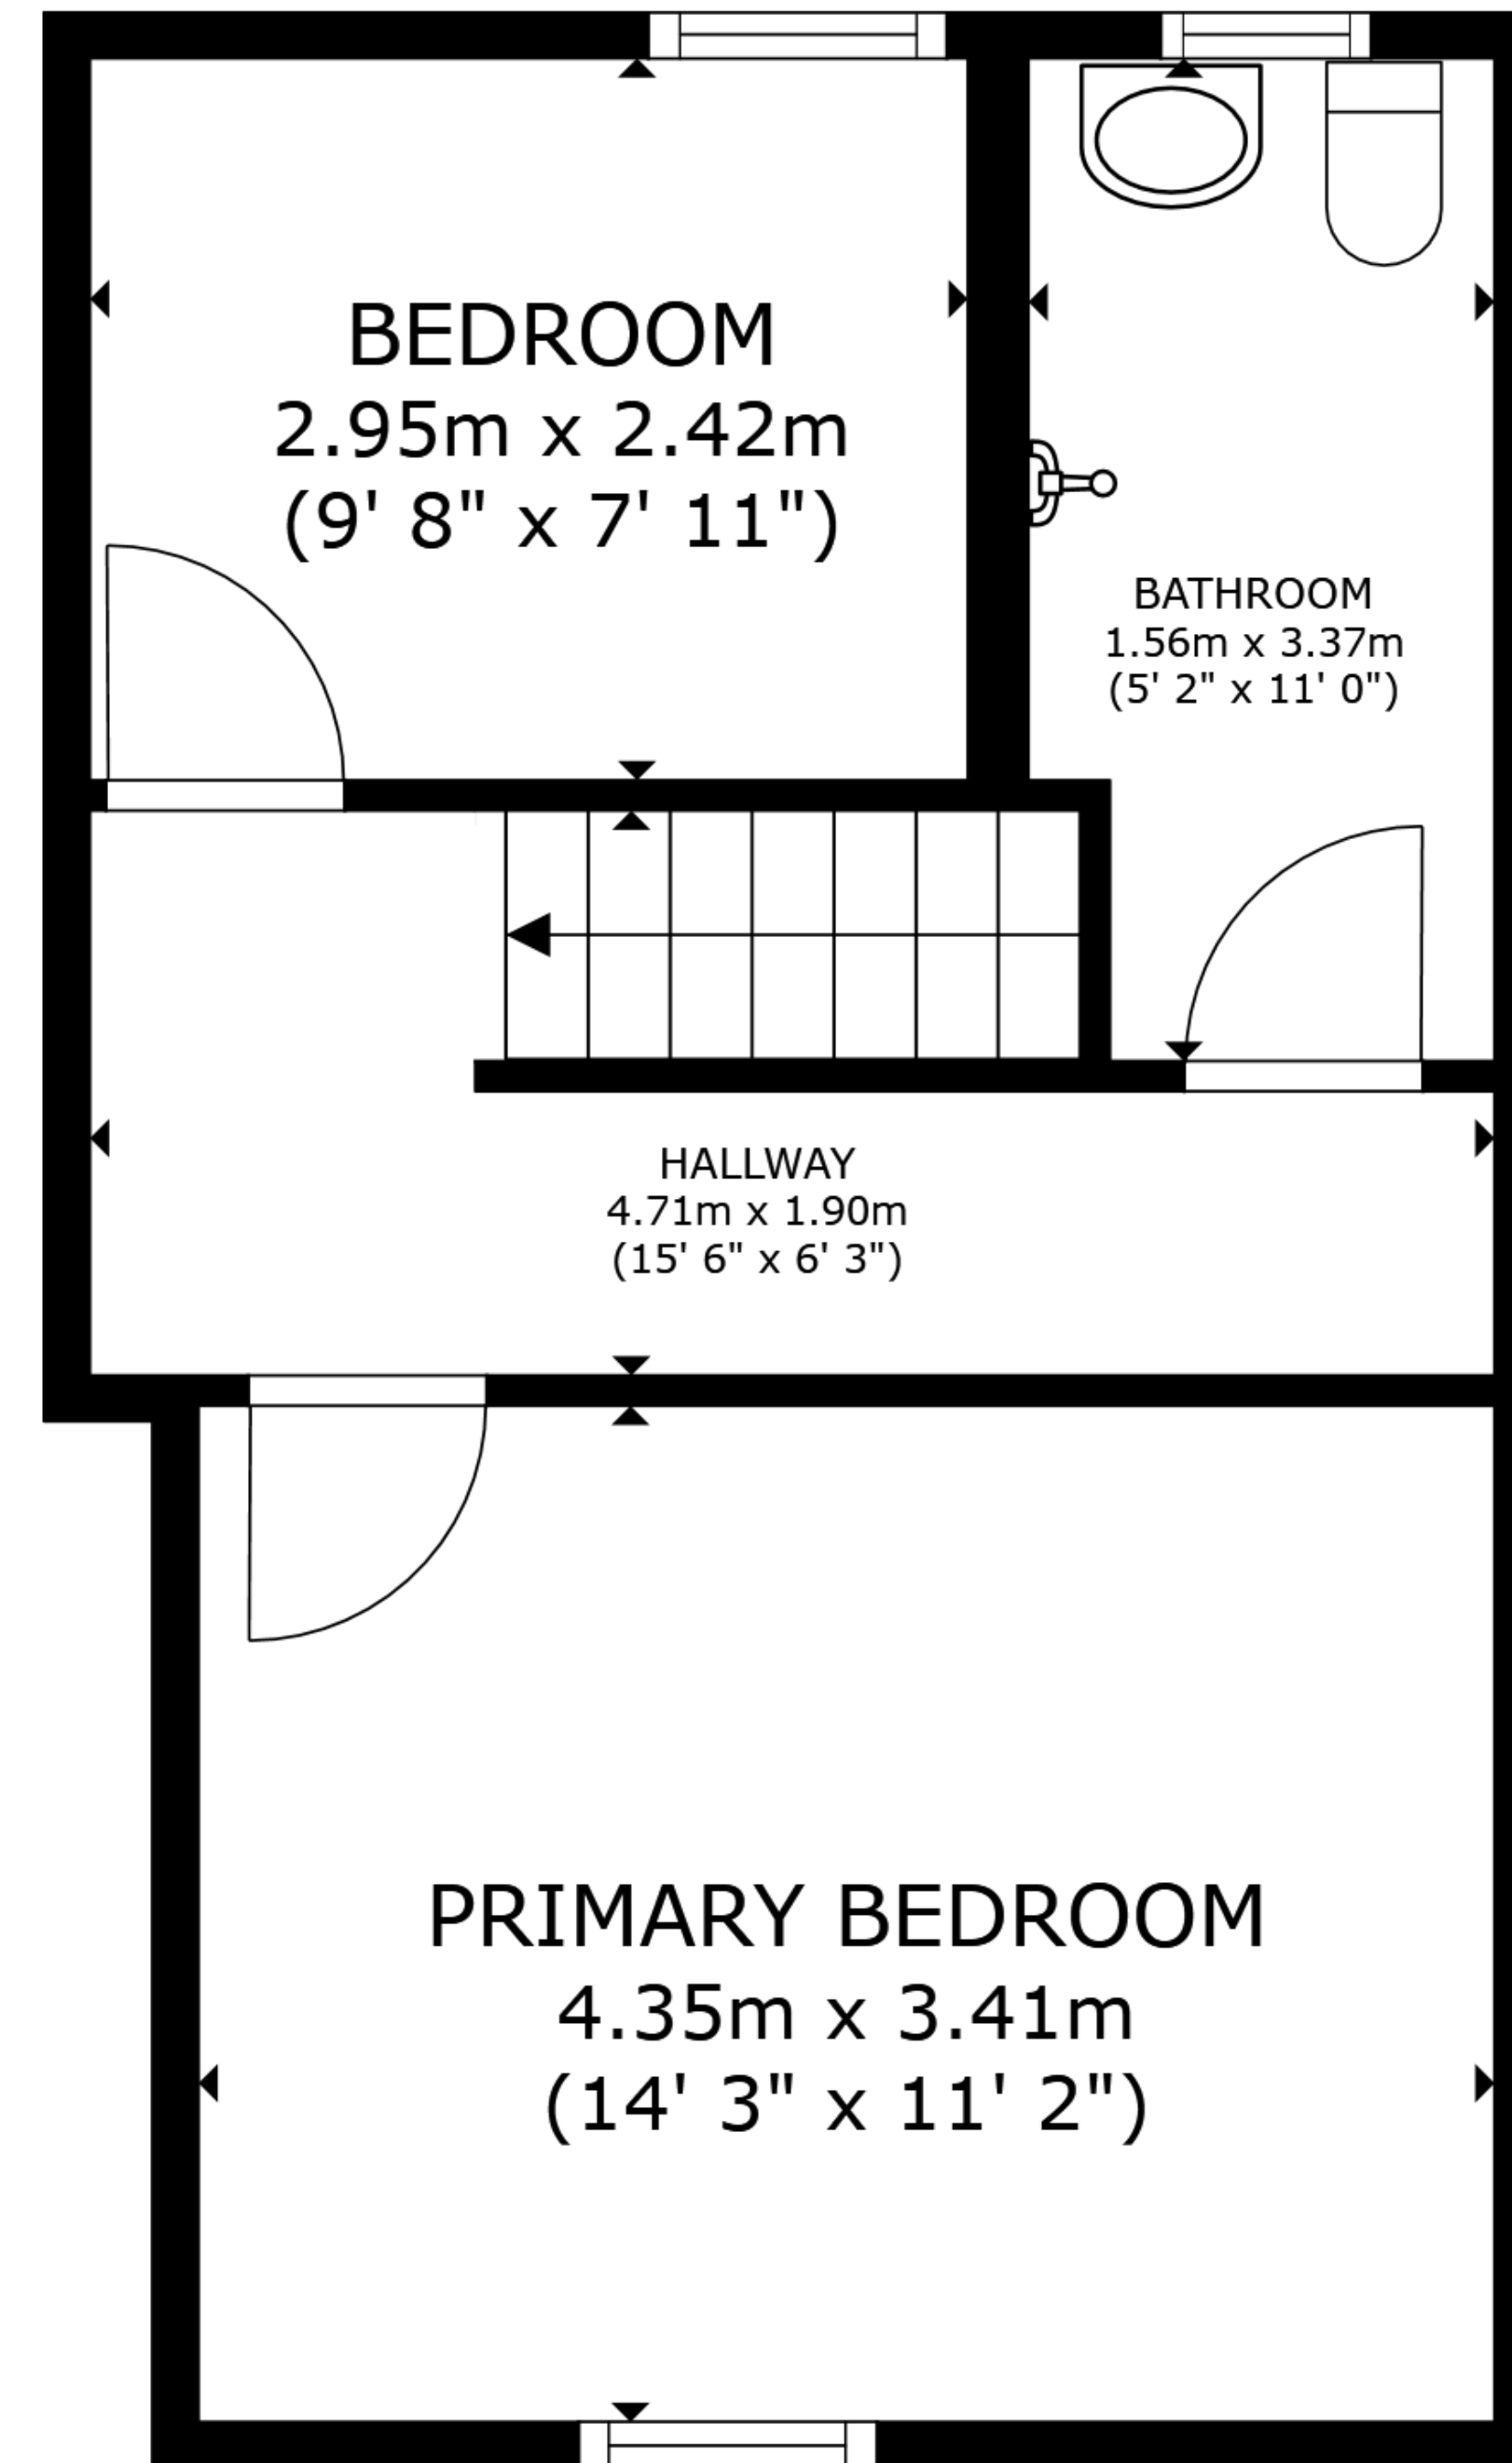 BEDROOM
2.95m x 2.42m
(9' 8" x 7' 11")
BATHROOM
1.56m x 3.37m
(5' 2" x 11' 0")
HALLWAY
4.71m x 1.90m
(15' 6" x 6' 3")
PRIMARY BEDROOM
4.35m x 3.41m
(14' 3" x 11' 2")